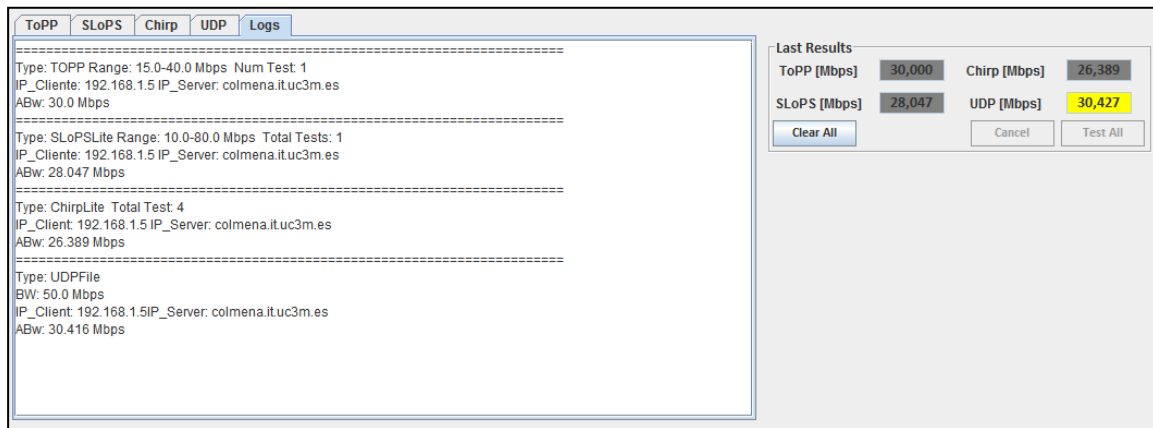 ToPP SLoPS Chirp UDP Logs
=========================================================================
Type: TOPP Range: 15.0-40.0 Mbps Num Test: 1
IP_Cliente: 192.168.1.5 IP_Server: colmena.it.uc3m.es
ABw: 30.0 Mbps
=========================================================================
Type: SLoPSLite Range: 10.0-80.0 Mbps Total Tests: 1
IP_Cliente: 192.168.1.5 IP_Server: colmena.it.uc3m.es
ABw: 28.047 Mbps
=========================================================================
Type: ChirpLite Total Test: 4
IP_Client: 192.168.1.5 IP_Server: colmena.it.uc3m.es
ABw: 26.389 Mbps
=========================================================================
Type: UDPFile
BW: 50.0 Mbps
IP_Client: 192.168.1.5IP_Server: colmena.it.uc3m.es
ABw: 30.416 Mbps
Last Results
ToPP [Mbps] 30,000 Chirp [Mbps] 26,389
SLoPS [Mbps] 28,047 UDP [Mbps] 30,427
Clear All Cancel Test All